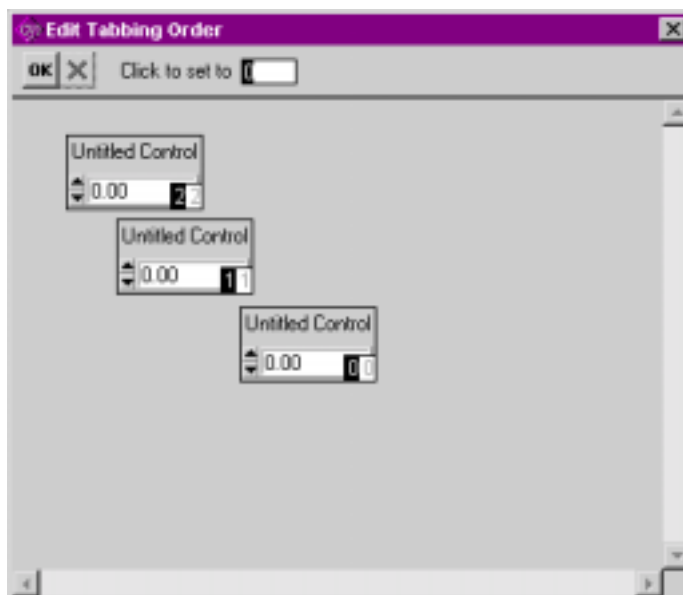 Edit Tabbing Order
OK Click to set to 0
Untitled Control
0.00 2 2
Untitled Control
0.00 1 1
Untitled Control
0.00 0 0